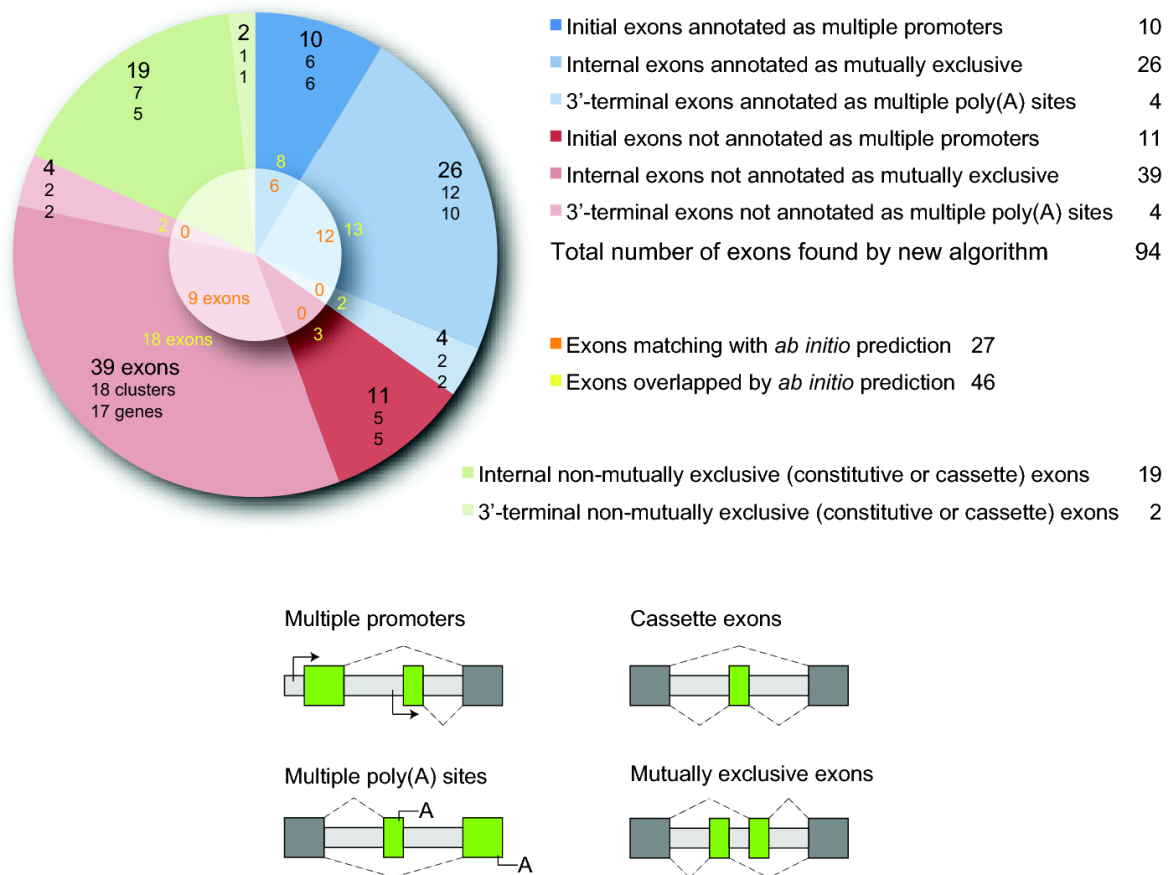 2
1
1
10
6
6
19
7
5
26
12
10
4
2
2
8
6
13
12
2
0
0
2
0
3
9 exons
18 exons
39 exons
18 clusters
17 genes
4
2
2
11
5
5
Initial exons annotated as multiple promoters 10
Internal exons annotated as mutually exclusive 26
3'-terminal exons annotated as multiple poly(A) sites 4
Initial exons not annotated as multiple promoters 11
Internal exons not annotated as mutually exclusive 39
3'-terminal exons not annotated as multiple poly(A) sites 4
Total number of exons found by new algorithm 94
Exons matching with ab initio prediction 27
Exons overlapped by ab initio prediction 46
Internal non-mutually exclusive (constitutive or cassette) exons 19
3'-terminal non-mutually exclusive (constitutive or cassette) exons 2
Multiple promoters
Cassette exons
Multiple poly(A) sites
A
A
Mutually exclusive exons